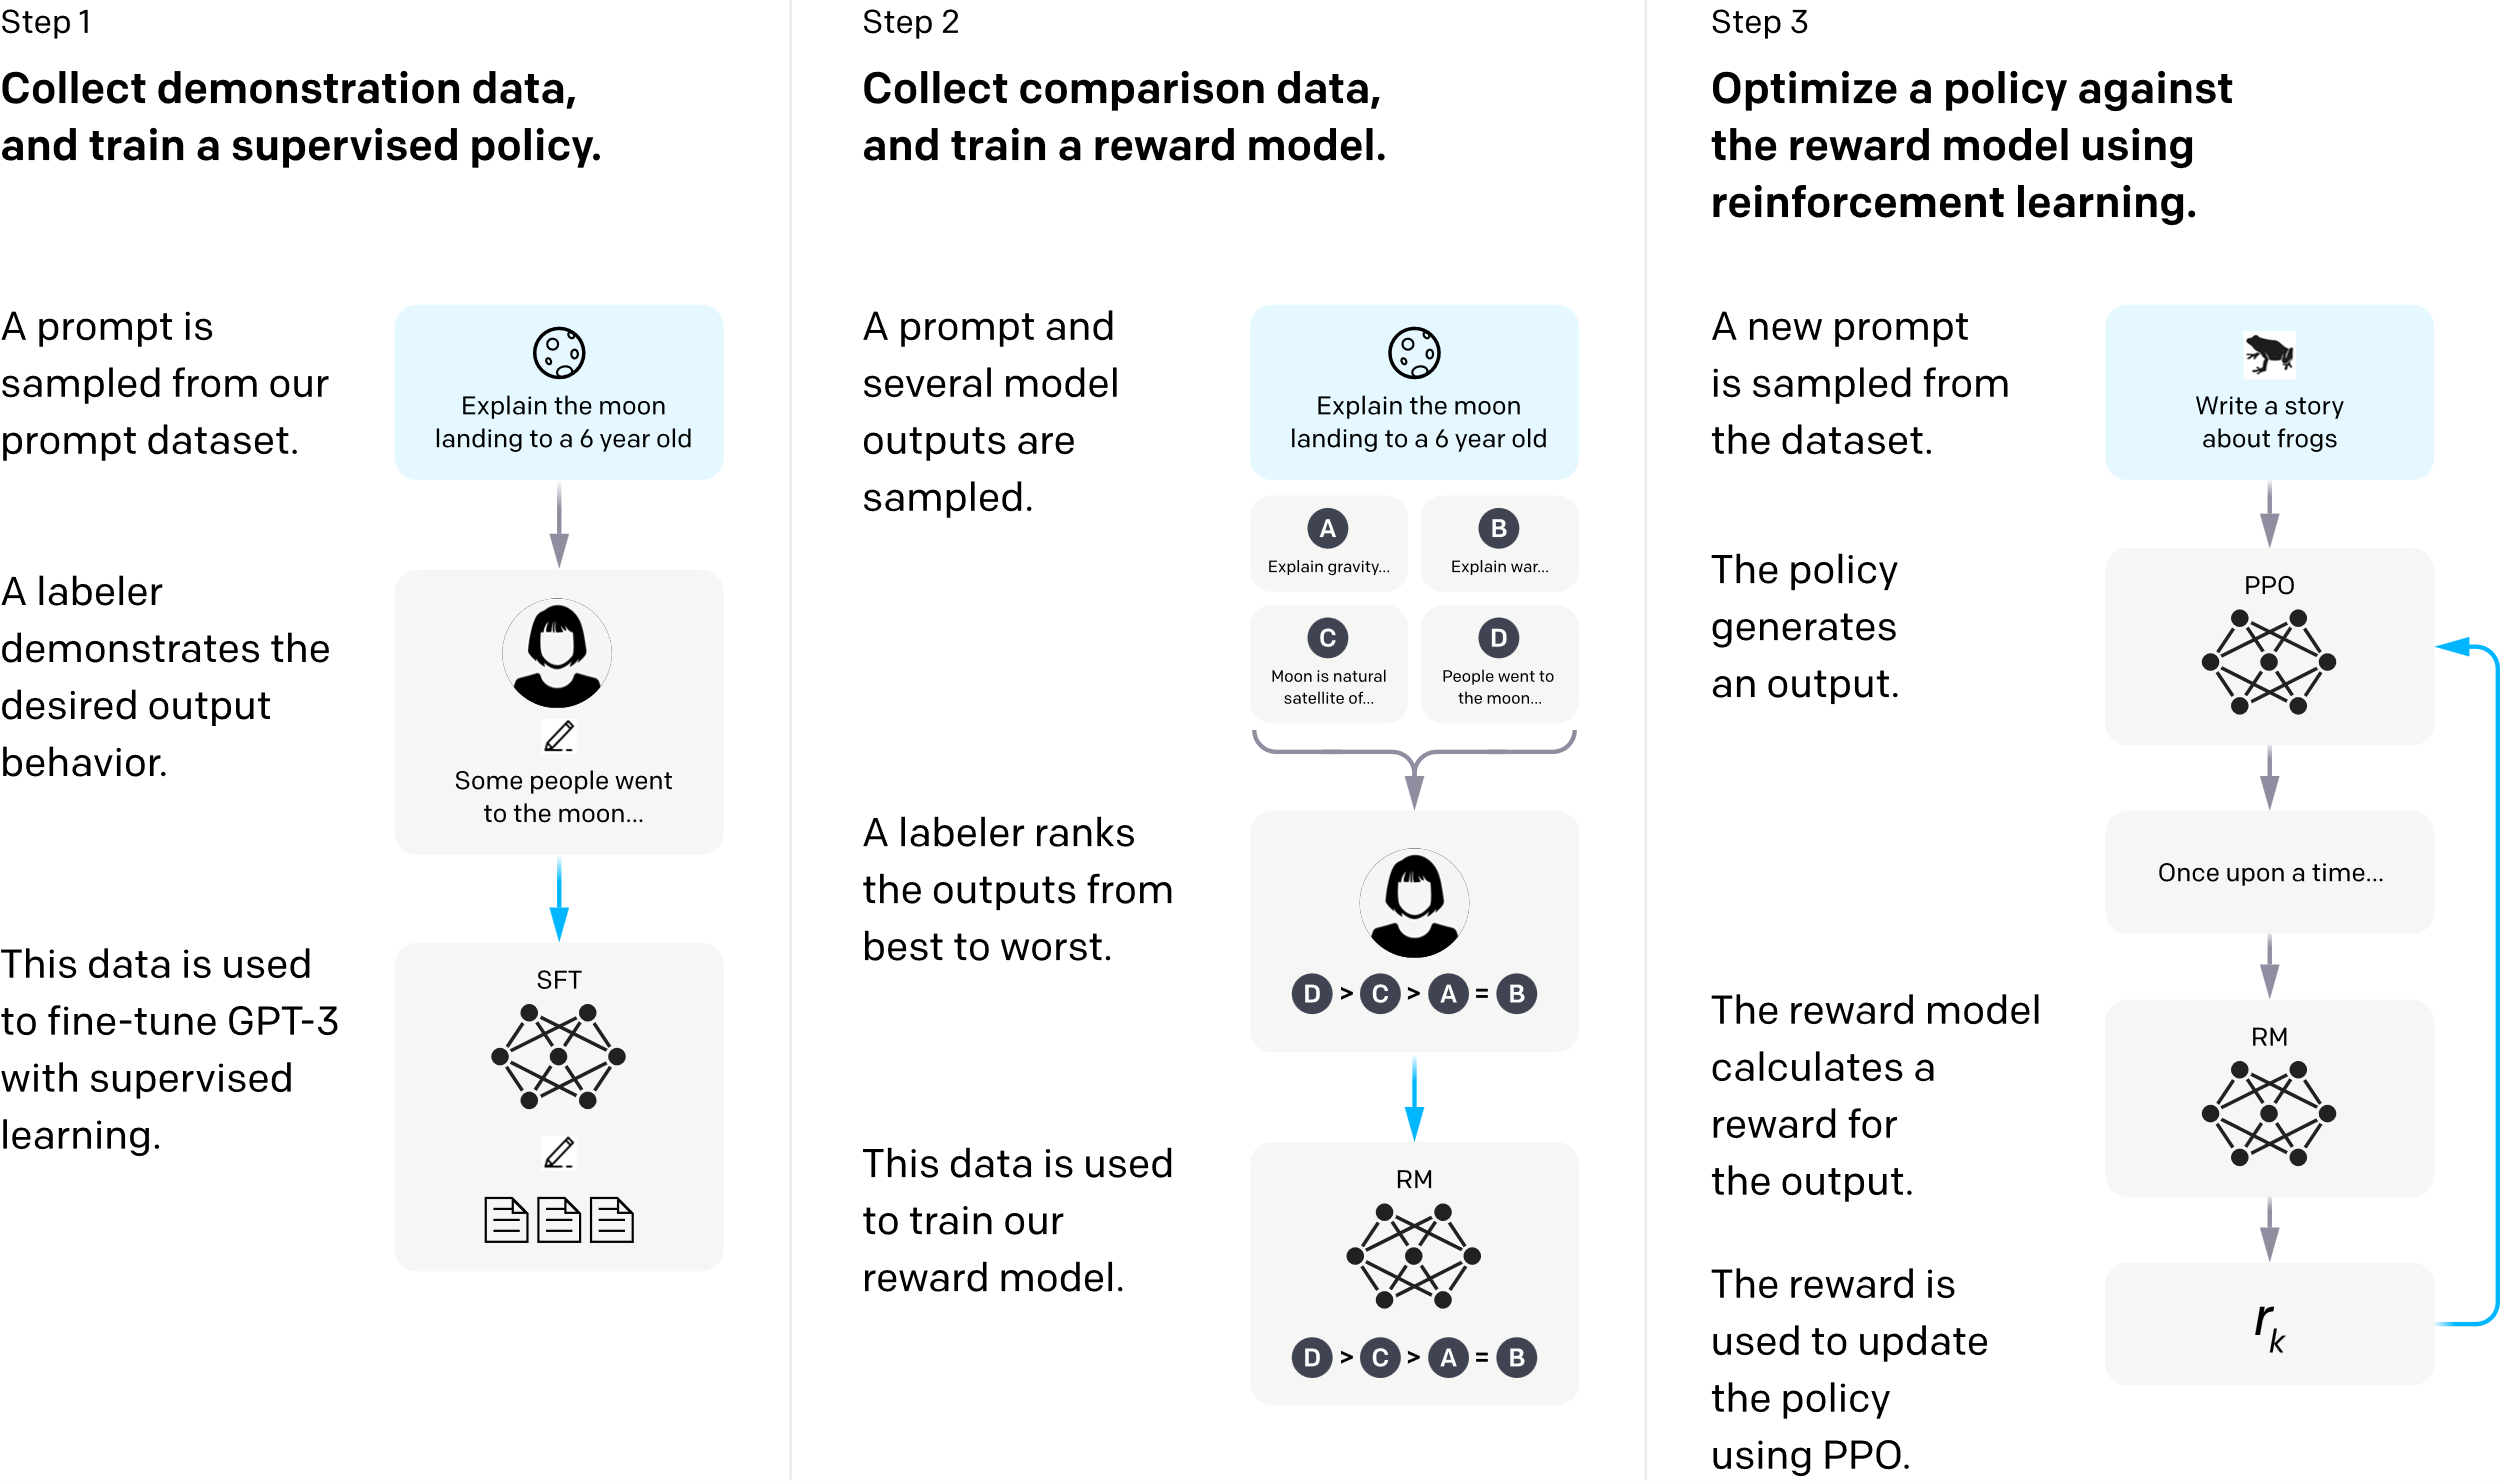 Step 1
Collect demonstration data,
and train a supervised policy.
A prompt is
sampled from our
prompt dataset.
Explain the moon
landing to a 6 year old
A labeler
demonstrates the
desired output
behavior.
Some people went
to the moon...
This data is used
to fine-tune GPT-3
with supervised
learning.
SFT
Step 2
Collect comparison data,
and train a reward model.
A prompt and
several model
outputs are
sampled.
Explain the moon
landing to a 6 year old
A
Explain gravity...
B
Explain war...
C
Moon is natural
satellite of...
D
People went to
the moon...
A labeler ranks
the outputs from
best to worst.
D > C > A = B
This data is used
to train our
reward model.
RM
D > C > A = B
Step 3
Optimize a policy against
the reward model using
reinforcement learning.
A new prompt
is sampled from
the dataset.
Write a story
about frogs
The policy
generates
an output.
PPO
Once upon a time...
The reward model
calculates a
reward for
the output.
RM
The reward is
used to update
the policy
using PPO.
r_k